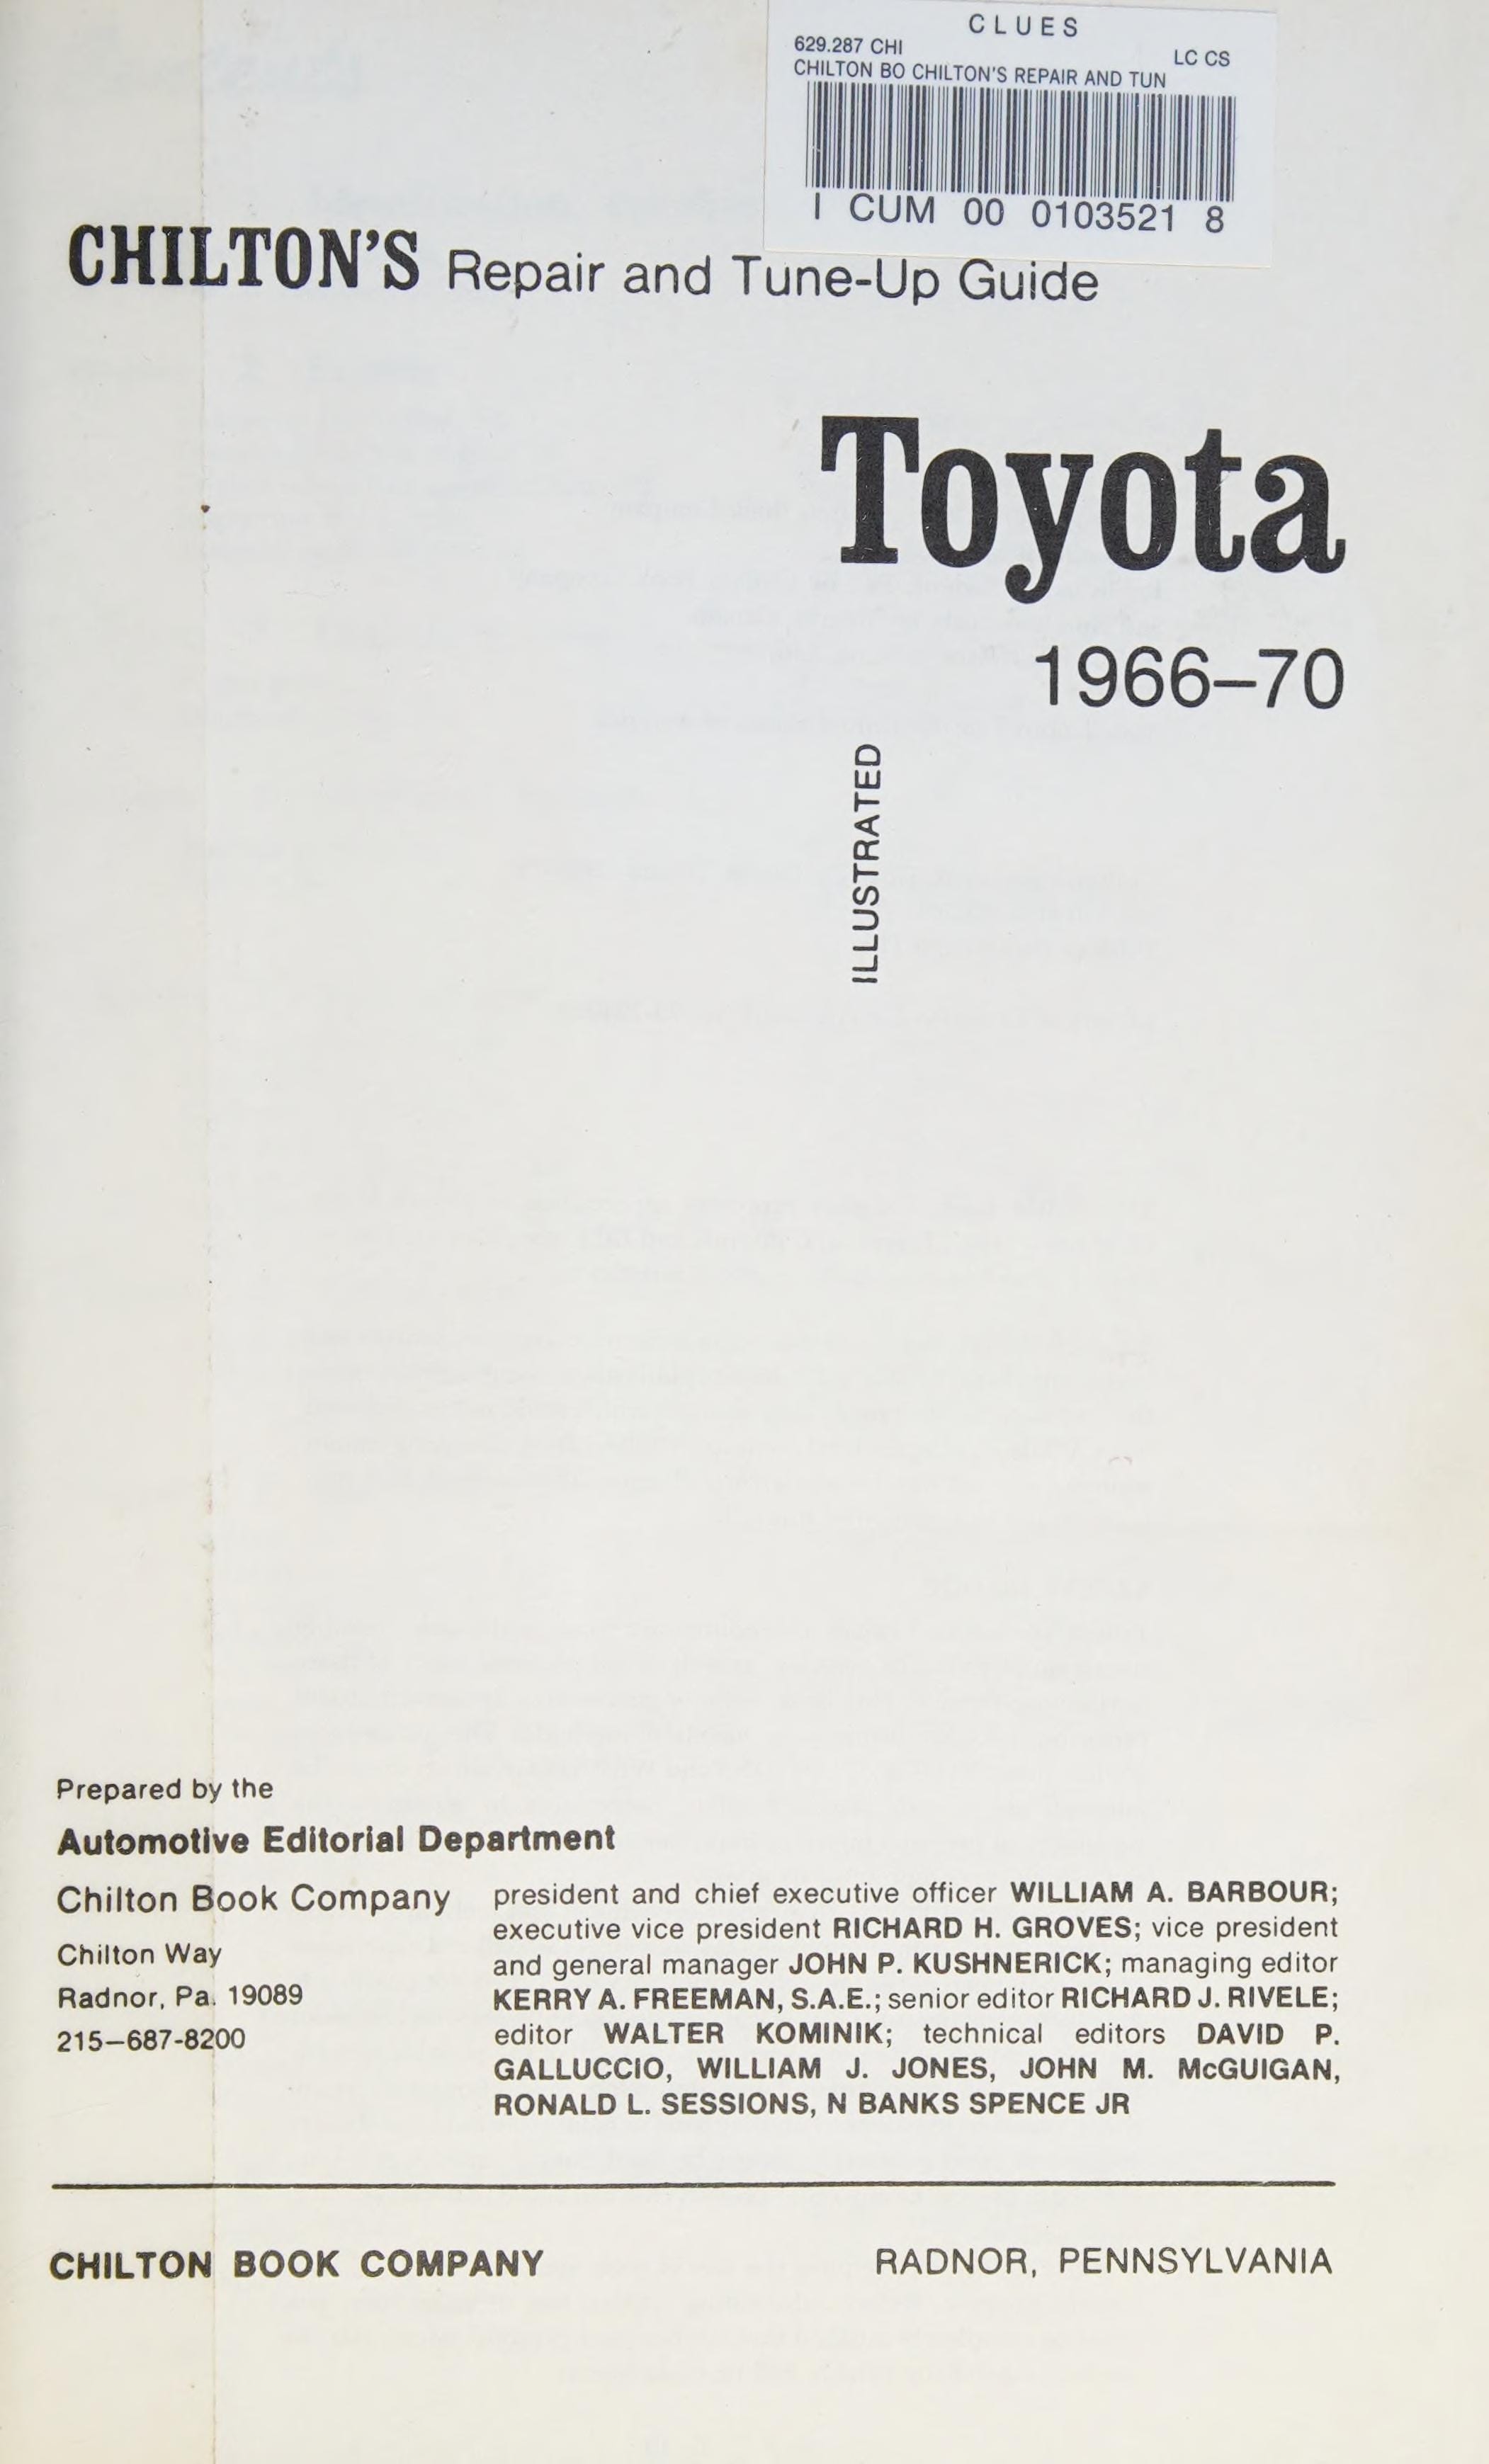 CLUES
629.287 CHI LC CS
CHILTON BO CHILTON'S REPAIR AND TUN
I CUM 00 0103521 8
CHILTON'S Repair and Tune-Up Guide
Toyota
1966–70
ILLUSTRATED
Prepared by the
Automotive Editorial Department
Chilton Book Company
Chilton Way
Radnor, Pa. 19089
215–687-8200
president and chief executive officer WILLIAM A. BARBOUR;
executive vice president RICHARD H. GROVES; vice president
and general manager JOHN P. KUSHNERICK; managing editor
KERRY A. FREEMAN, S.A.E.; senior editor RICHARD J. RIVELE;
editor WALTER KOMINIK; technical editors DAVID P.
GALLUCCIO, WILLIAM J. JONES, JOHN M. McGUIGAN,
RONALD L. SESSIONS, N BANKS SPENCE JR
CHILTON BOOK COMPANY RADNOR, PENNSYLVANIA